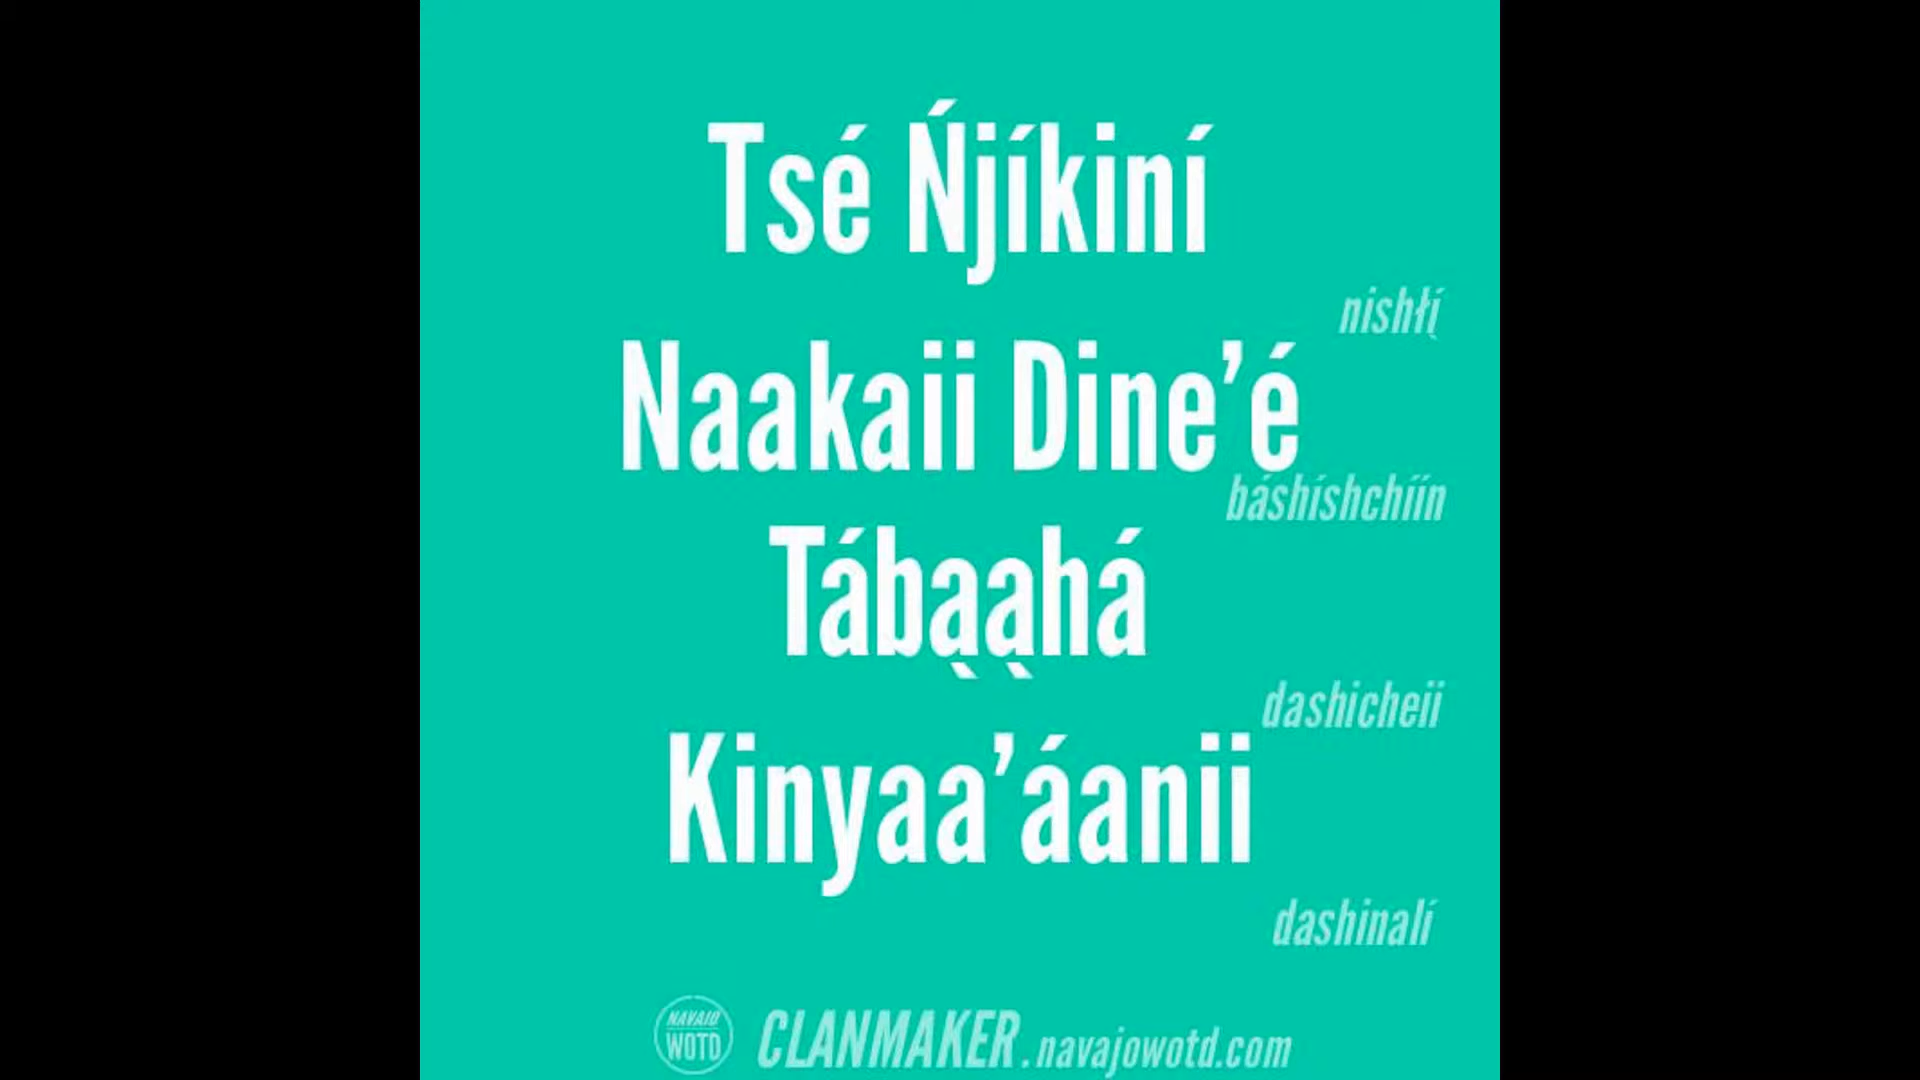 Tsé Ńjíkiní
nishłį́
Naakaii Dine’é
báshíshchíín
Tábąąhá
dashicheii
Kinyaa’áanii
dashinalí
NAVAJO
WOTD
CLANMAKER.navajowotd.com